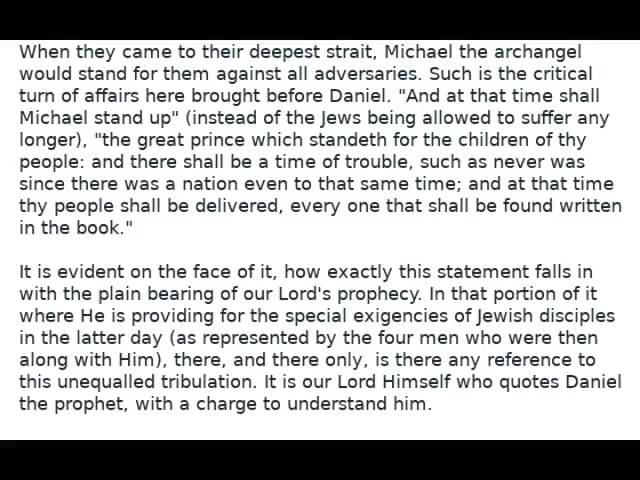 When they came to their deepest strait, Michael the archangel
would stand for them against all adversaries. Such is the critical
turn of affairs here brought before Daniel. "And at that time shall
Michael stand up" (instead of the Jews being allowed to suffer any
longer), "the great prince which standeth for the children of thy
people: and there shall be a time of trouble, such as never was
since there was a nation even to that same time; and at that time
thy people shall be delivered, every one that shall be found written
in the book."
It is evident on the face of it, how exactly this statement falls in
with the plain bearing of our Lord's prophecy. In that portion of it
where He is providing for the special exigencies of Jewish disciples
in the latter day (as represented by the four men who were then
along with Him), there, and there only, is there any reference to
this unequalled tribulation. It is our Lord Himself who quotes Daniel
the prophet, with a charge to understand him.